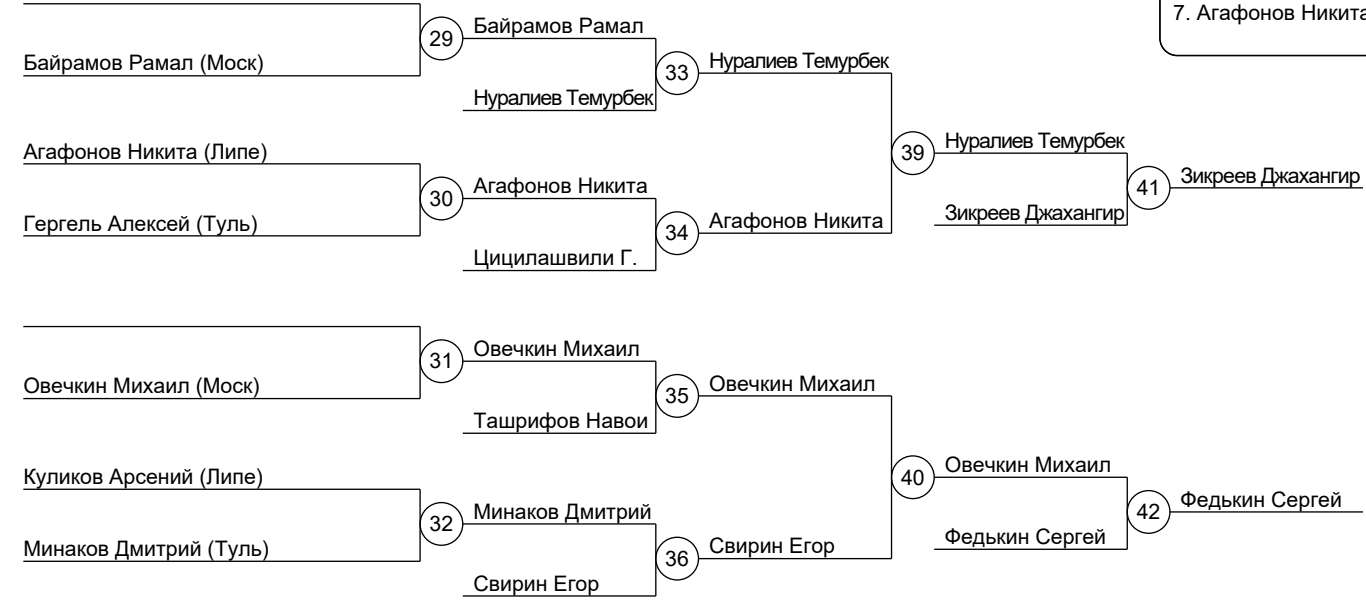 7. Агафонов Никита
29
Байрамов Рамал
Байрамов Рамал (Моск)
33
Нуралиев Темурбек
Нуралиев Темурбек
Агафонов Никита (Липе)
39
Нуралиев Темурбек
30
Агафонов Никита
41
Зикреев Джахангир
Гергель Алексей (Туль)
34
Агафонов Никита
Зикреев Джахангир
Цицилашвили Г.
31
Овечкин Михаил
Овечкин Михаил (Моск)
35
Овечкин Михаил
Ташрифов Навои
Куликов Арсений (Липе)
40
Овечкин Михаил
32
Минаков Дмитрий
42
Федькин Сергей
Минаков Дмитрий (Туль)
36
Свирин Егор
Федькин Сергей
Свирин Егор